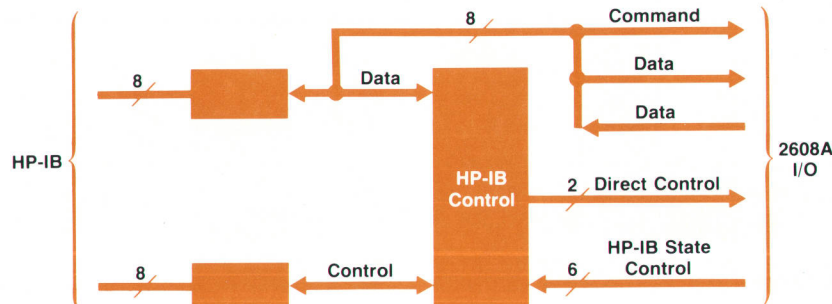 8
Command
8
Data
Data
Data
HP-IB
HP-IB
Control
2608A
I/O
2
Direct Control
HP-IB State
Control
8
Control
6